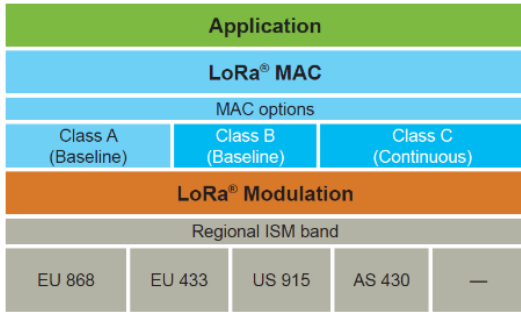 Application
LoRa® MAC
MAC options
Class A
(Baseline)
Class B
(Baseline)
Class C
(Continuous)
LoRa® Modulation
Regional ISM band
EU 868
EU 433
US 915
AS 430
—